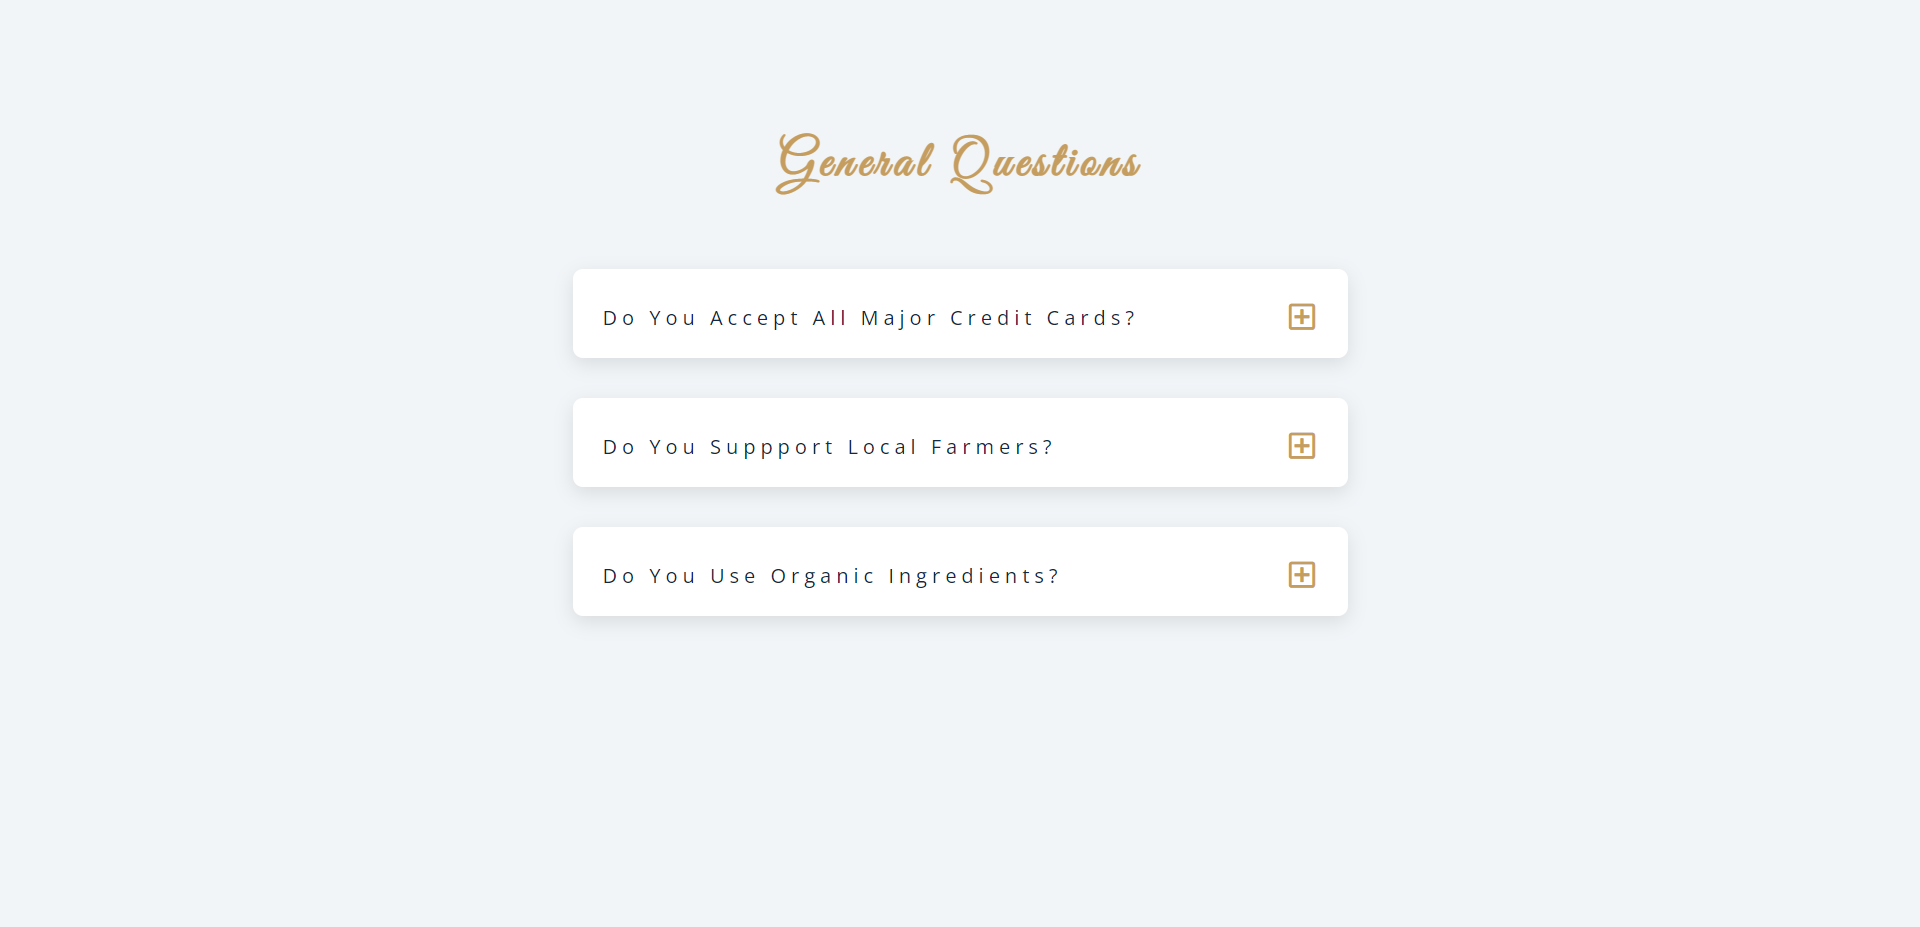 General Questions
Do You Accept All Major Credit Cards?
Do You Suppport Local Farmers?
Do You Use Organic Ingredients?